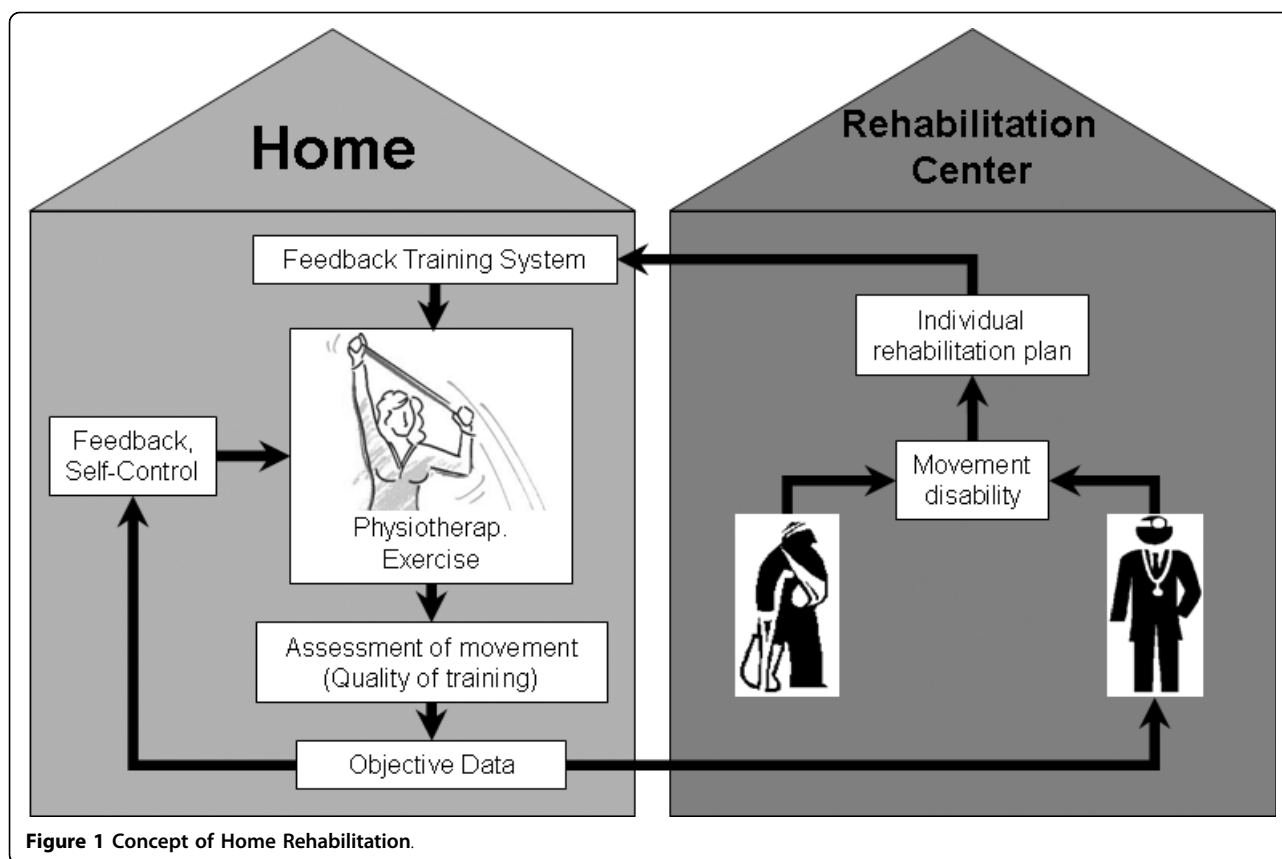 Home
Rehabilitation
Center
Feedback Training System
Individual
rehabilitation plan
Feedback,
Self-Control
Movement
disability
Physiotherap.
Exercise
Assessment of movement
(Quality of training)
Objective Data
Figure 1 Concept of Home Rehabilitation.